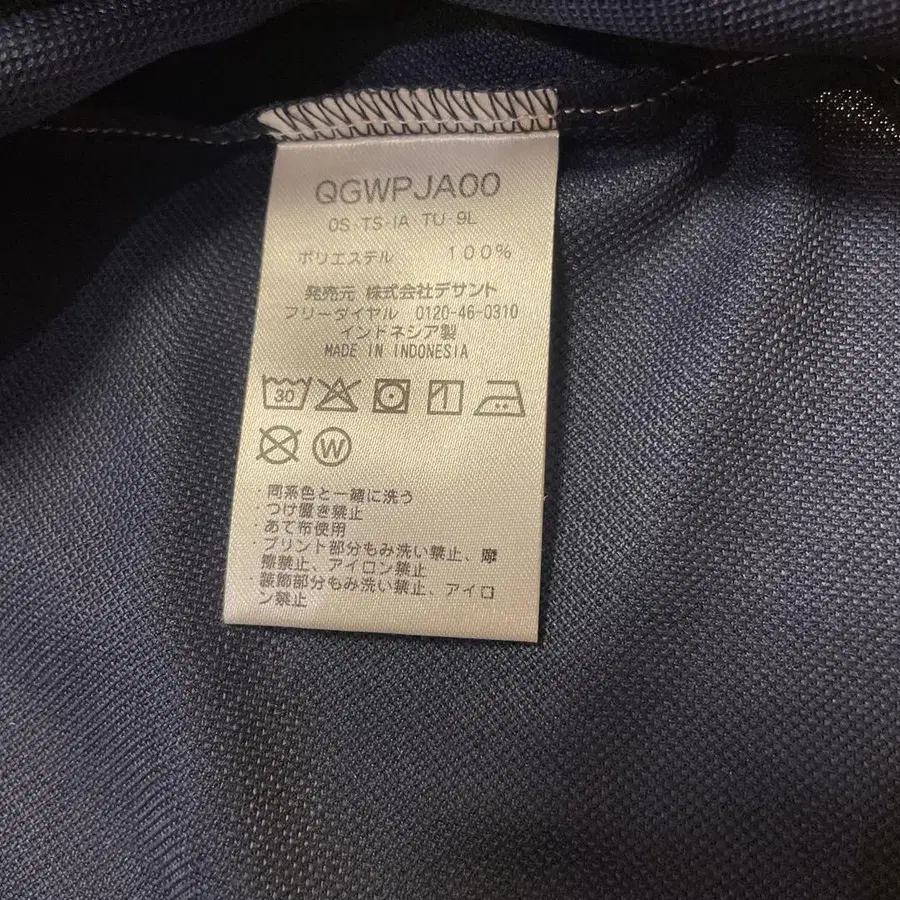 QGWPJA00
OS・TS・IA TU・9L
ポリエステル 100%
発売元 株式会社デサント
フリーダイヤル 0120-46-0310
インドネシア製
MADE IN INDONESIA
30
W
・同系色と一緒に洗う
・つけ置き禁止
・あて布使用
・プリント部分もみ洗い禁止、摩
擦禁止、アイロン禁止
・装飾部分もみ洗い禁止、アイロ
ン禁止